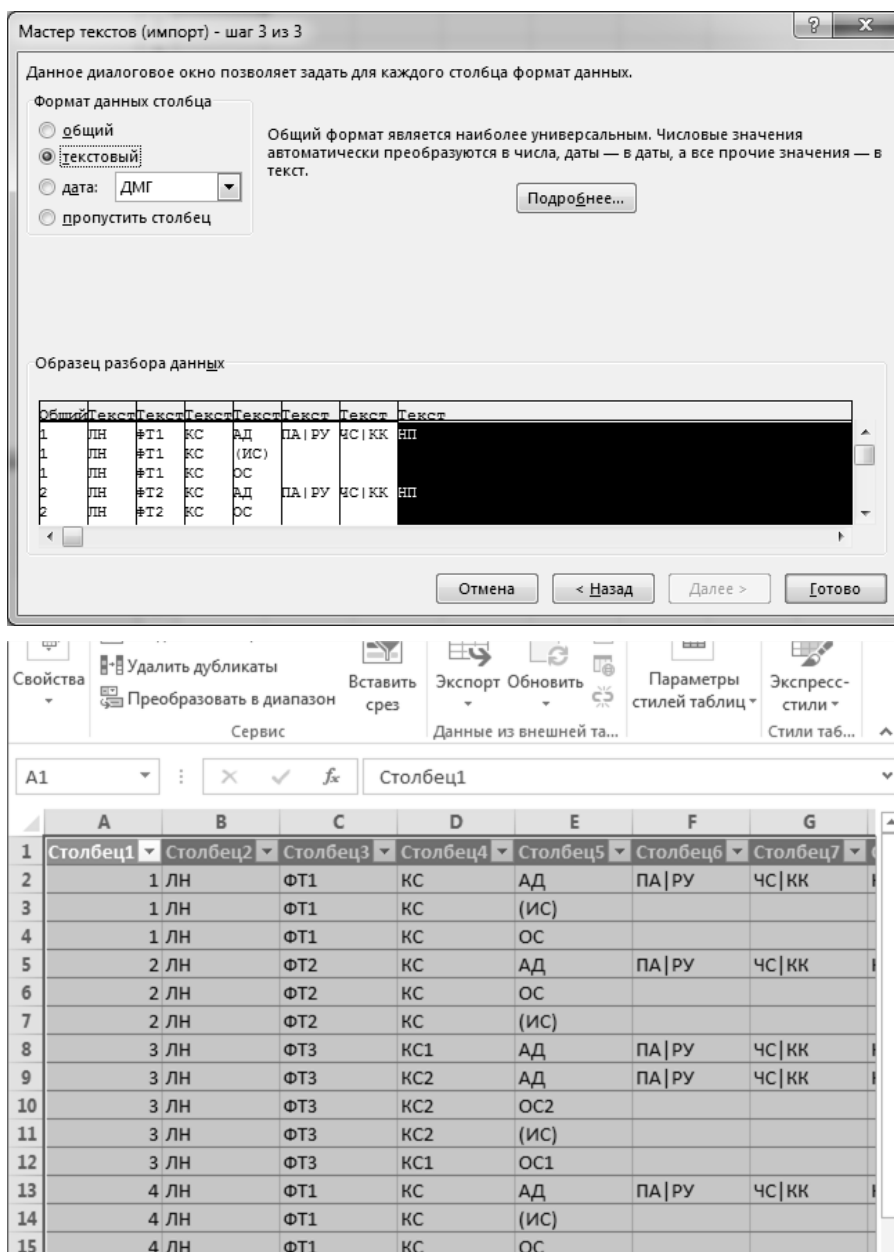 Мастер текстов (импорт) - шаг 3 из 3
Данное диалоговое окно позволяет задать для каждого столбца формат данных.
Формат данных столбца
общий
текстовый
дата: ДМГ
пропустить столбец
Общий формат является наиболее универсальным. Числовые значения
автоматически преобразуются в числа, даты — в даты, а все прочие значения — в
текст.
Подробнее...
Образец разбора данных
Общий Текст Текст Текст Текст Текст Текст Текст
1 ЛН ФТ1 КС АД ПА|РУ ЧС|КК НП
1 ЛН ФТ1 КС (ИС)
1 ЛН ФТ1 КС ОС
2 ЛН ФТ2 КС АД ПА|РУ ЧС|КК НП
2 ЛН ФТ2 КС ОС
Отмена < Назад Далее > Готово
Свойства
Удалить дубликаты
Преобразовать в диапазон
Сервис
Вставить
срез
Экспорт Обновить
Данные из внешней та...
Параметры
стилей таблиц
Экспресс-
стили
Стили таб...
A1 fx Столбец1
A B C D E F G
1 Столбец1 Столбец2 Столбец3 Столбец4 Столбец5 Столбец6 Столбец7
2 1 ЛН ФТ1 КС АД ПА|РУ ЧС|КК
3 1 ЛН ФТ1 КС (ИС)
4 1 ЛН ФТ1 КС ОС
5 2 ЛН ФТ2 КС АД ПА|РУ ЧС|КК
6 2 ЛН ФТ2 КС ОС
7 2 ЛН ФТ2 КС (ИС)
8 3 ЛН ФТ3 КС1 АД ПА|РУ ЧС|КК
9 3 ЛН ФТ3 КС2 АД ПА|РУ ЧС|КК
10 3 ЛН ФТ3 КС2 ОС2
11 3 ЛН ФТ3 КС2 (ИС)
12 3 ЛН ФТ3 КС1 ОС1
13 4 ЛН ФТ1 КС АД ПА|РУ ЧС|КК
14 4 ЛН ФТ1 КС (ИС)
15 4 ЛН ФТ1 КС ОС